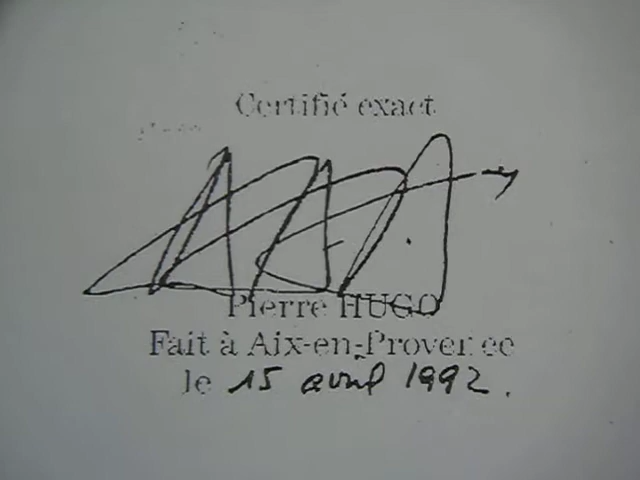 Certifié exact
Pierre HUGO
Fait à Aix-en-Provence
le 15 avril 1992.